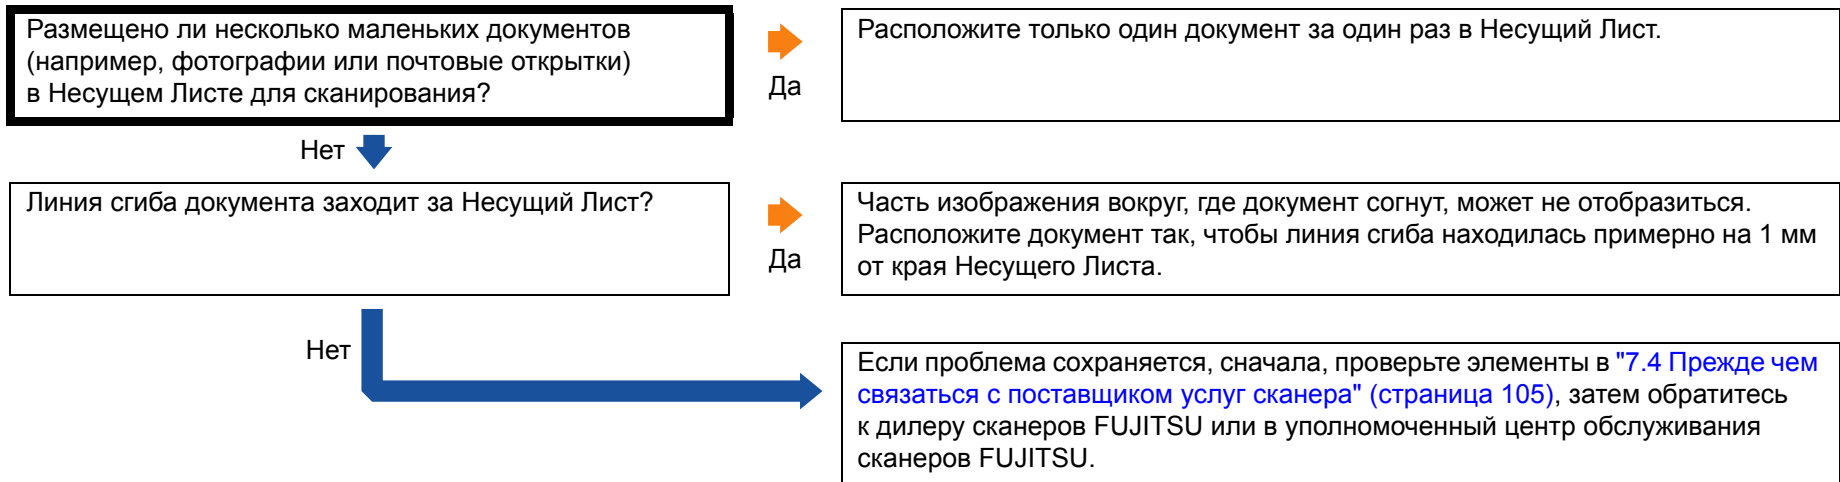 Размещено ли несколько маленьких документов
(например, фотографии или почтовые открытки)
в Несущем Листе для сканирования?
Да
Расположите только один документ за один раз в Несущий Лист.
Нет
Линия сгиба документа заходит за Несущий Лист?
Да
Часть изображения вокруг, где документ согнут, может не отобразиться.
Расположите документ так, чтобы линия сгиба находилась примерно на 1 мм
от края Несущего Листа.
Нет
Если проблема сохраняется, сначала, проверьте элементы в "7.4 Прежде чем
связаться с поставщиком услуг сканера" (страница 105), затем обратитесь
к дилеру сканеров FUJITSU или в уполномоченный центр обслуживания
сканеров FUJITSU.